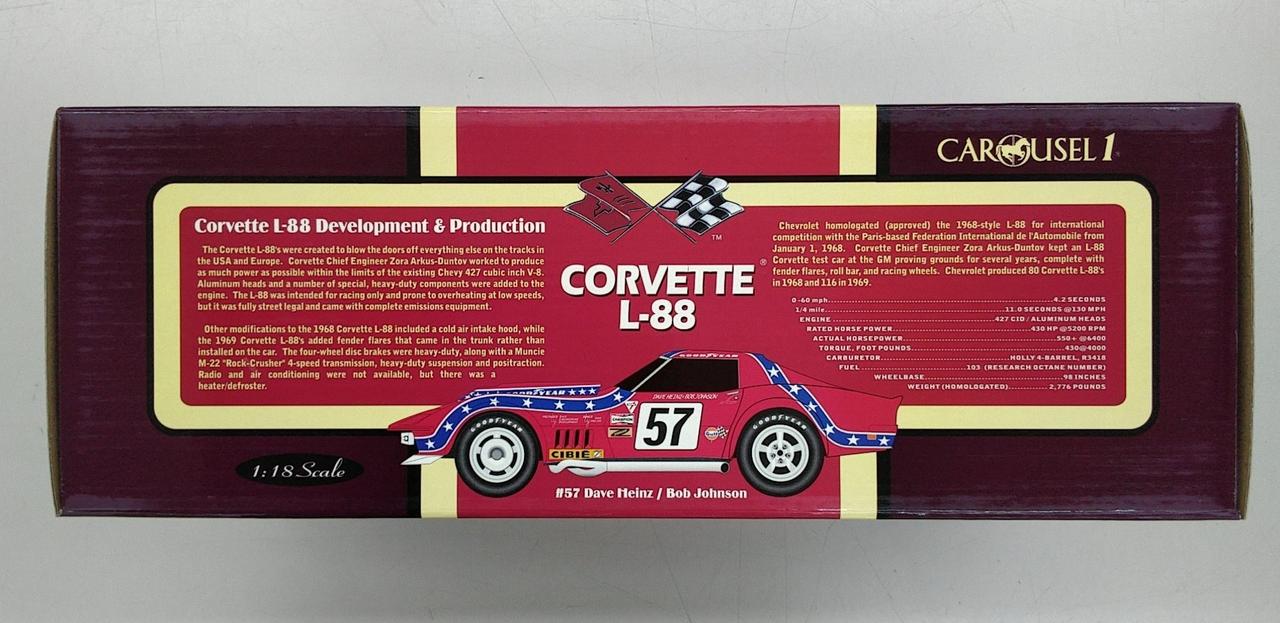 CAROUSEL 1
Corvette L-88 Development & Production
The Corvette L-88's were created to blow the doors off everything else on the tracks in
the USA and Europe. Corvette Chief Engineer Zora Arkus-Duntov worked to produce
as much power as possible within the limits of the existing Chevy 427 cubic inch V-8.
Aluminum heads and a number of special, heavy-duty components were added to the
engine. The L-88 was intended for racing only and prone to overheating at low speeds,
but it was fully street legal and came with complete emissions equipment.
Other modifications to the 1968 Corvette L-88 included a cold air intake hood, while
the 1969 Corvette L-88's added fender flares that came in the trunk rather than
installed on the car. The four-wheel disc brakes were heavy-duty, along with a Muncie
M-22 "Rock-Crusher" 4-speed transmission, heavy-duty suspension and positraction.
Radio and air conditioning were not available, but there was a
heater/defroster.
TM
CORVETTE®
L-88
Chevrolet homologated (approved) the 1968-style L-88 for international
competition with the Paris-based Federation International de l'Automobile from
January 1, 1968. Corvette Chief Engineer Zora Arkus-Duntov kept an L-88
Corvette test car at the GM proving grounds for several years, complete with
fender flares, roll bar, and racing wheels. Chevrolet produced 80 Corvette L-88's
in 1968 and 116 in 1969.
0-60 mph 4.2 SECONDS
1/4 mile 11.0 SECONDS @130 MPH
ENGINE 427 CID / ALUMINUM HEADS
RATED HORSE POWER 430 HP @5200 RPM
ACTUAL HORSEPOWER 550+ @6400
TORQUE, FOOT POUNDS 430@4000
CARBURETOR HOLLY 4-BARREL, R3418
FUEL 103 (RESEARCH OCTANE NUMBER)
WHEELBASE 98 INCHES
WEIGHT (HOMOLOGATED) 2,776 POUNDS
GOODYEAR
GOODYEAR
DAVE HEINZ-BOB JOHNSON
GOODYEAR
GOODYEAR
CHAMPION
57
CIBIÉ
1:18 Scale
#57 Dave Heinz / Bob Johnson